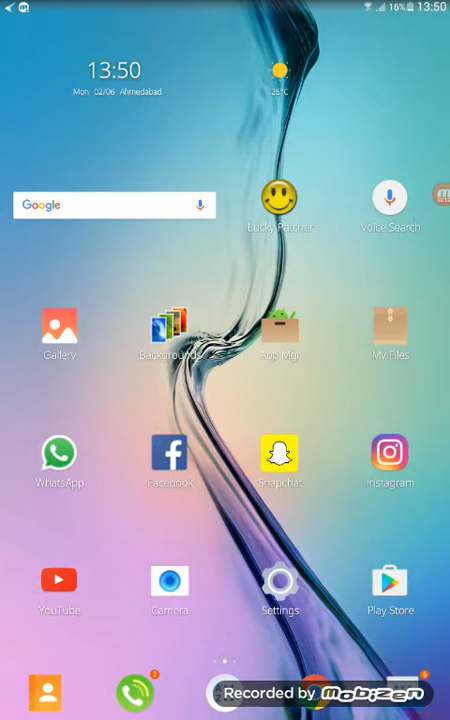 16% 13:50
13:50
Mon 02/06 Ahmedabad
26°C
Google
Lucky Patcher
Voice Search
Gallery
Backgrounds
App Mgr
My Files
WhatsApp
Facebook
Snapchat
Instagram
YouTube
Camera
Settings
Play Store
2
Recorded by Mobizen